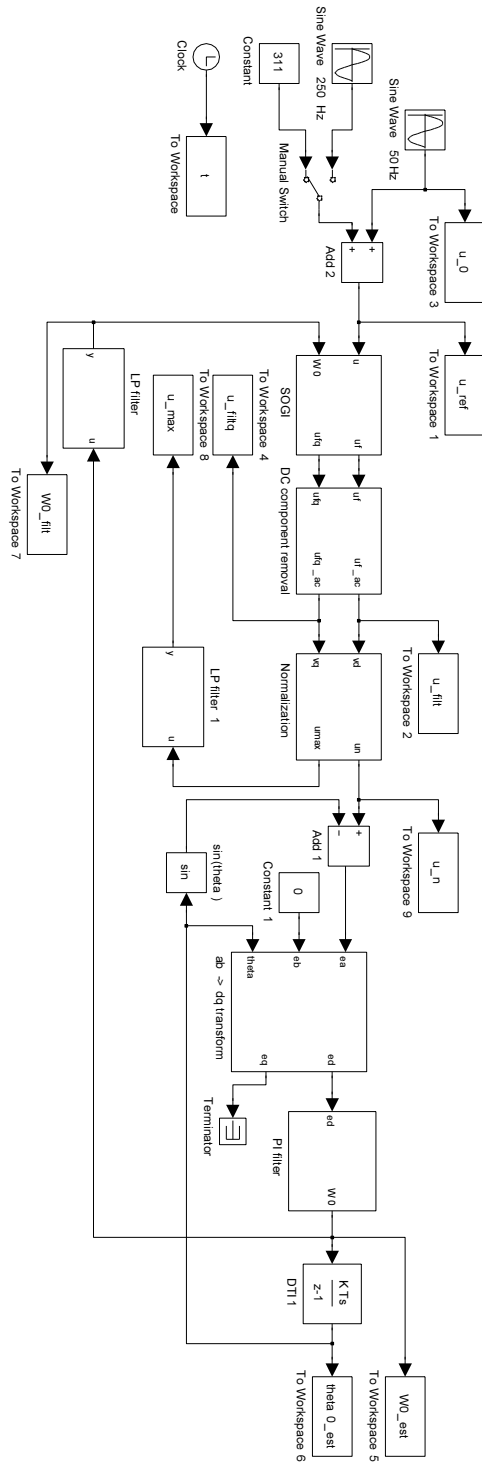 Sine Wave 50 Hz
Sine Wave 250 Hz
311
Constant
Clock
t
To Workspace
Manual Switch
u_0
To Workspace 3
+
+
Add 2
u_ref
To Workspace 1
u
W0
uf
ufq
SOGI
uf
ufq
uf_ac
ufq_ac
DC component removal
u_filtq
To Workspace 4
u_max
To Workspace 8
y
u
LP filter
W0_filt
To Workspace 7
u_filt
To Workspace 2
vd
vq
un
umax
Normalization
y
u
LP filter 1
u_n
To Workspace 9
+
−
Add 1
sin
sin(theta )
0
Constant 1
ea
eb
theta
ed
eq
ab -> dq transform
Terminator
ed
W0
PI filter
K Ts
z-1
DTI1
W0_est
To Workspace 5
theta 0_est
To Workspace 6